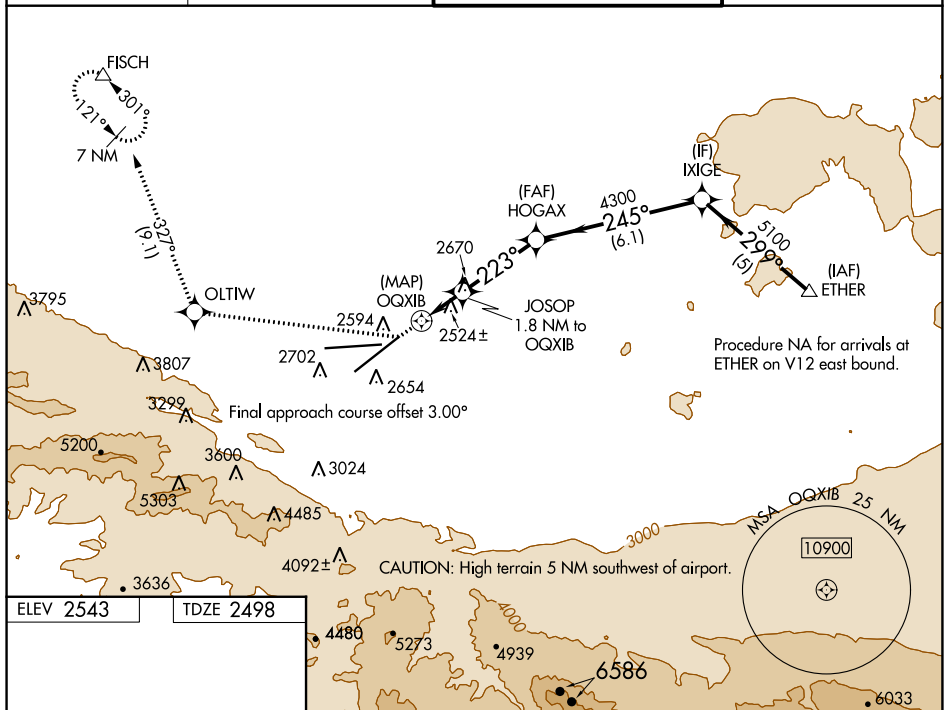 FISCH
301°
121°
7 NM
327°
(9.1)
OLTIW
(IF)
IXIGE
(FAF)
HOGAX
4300
245°
(6.1)
5100
299°
(5)
(IAF)
ETHER
2670
223°
(MAP)
OQXIB
JOSOP
1.8 NM to
OQXIB
2594
2524±
Procedure NA for arrivals at
ETHER on V12 east bound.
3795
2702
3807
2654
3299
Final approach course offset 3.00°
5200
3600
3024
5303
4485
3000
MSA OQXIB 25 NM
10900
4092±
CAUTION: High terrain 5 NM southwest of airport.
3636
ELEV 2543
TDZE 2498
4000
4480
5273
4939
6586
6033